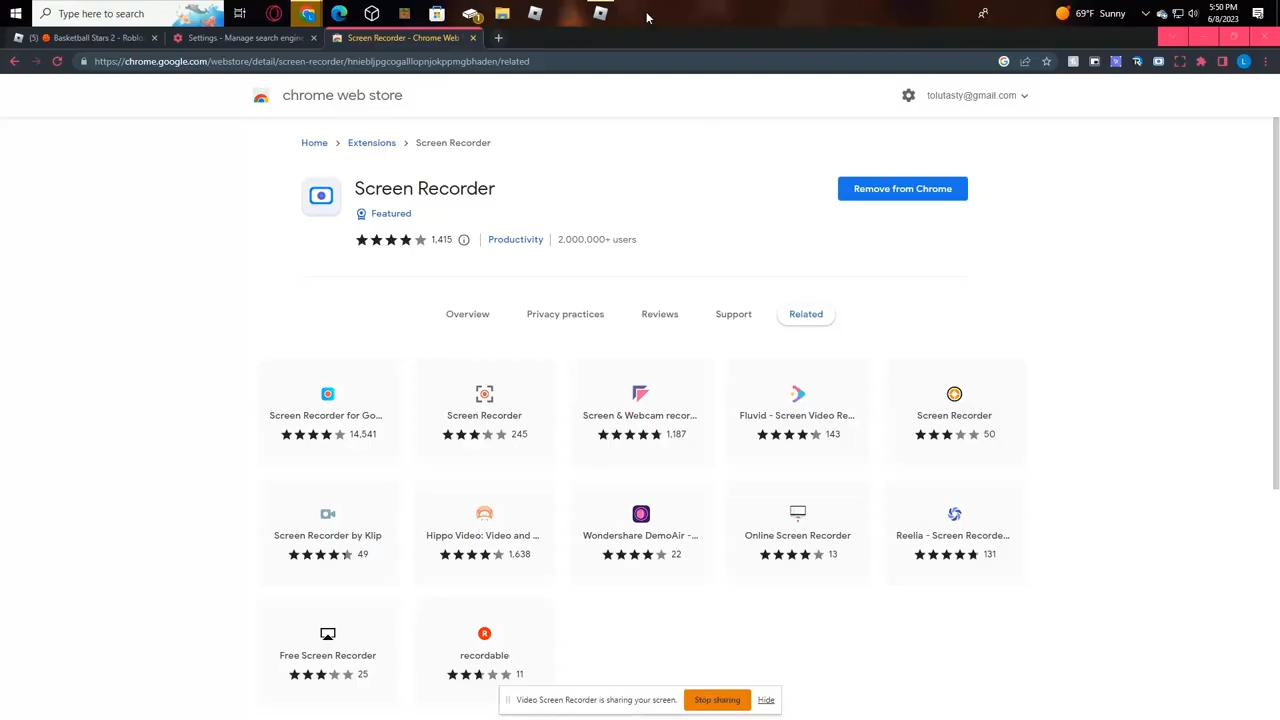 Type here to search
69°F Sunny
5:50 PM
6/8/2023
(5) Basketball Stars 2 - Roblo
Settings - Manage search engin
Screen Recorder - Chrome Web
https://chrome.google.com/webstore/detail/screen-recorder/hniebljpgcogalllopnjokppmgbhaden/related
L
chrome web store
tolutasty@gmail.com
Home > Extensions > Screen Recorder
Screen Recorder
Remove from Chrome
Featured
1,415 | Productivity | 2,000,000+ users
Overview Privacy practices Reviews Support Related
Screen Recorder for Go... Screen Recorder Screen & Webcam recor... Fluvid - Screen Video Re... Screen Recorder
14,541 245 1,187 143 50
Screen Recorder by Klip Hippo Video: Video and ... Wondershare DemoAir -... Online Screen Recorder Reelia - Screen Recorde...
49 1,638 22 13 131
R
Free Screen Recorder recordable
25 11
Video Screen Recorder is sharing your screen. Stop sharing Hide